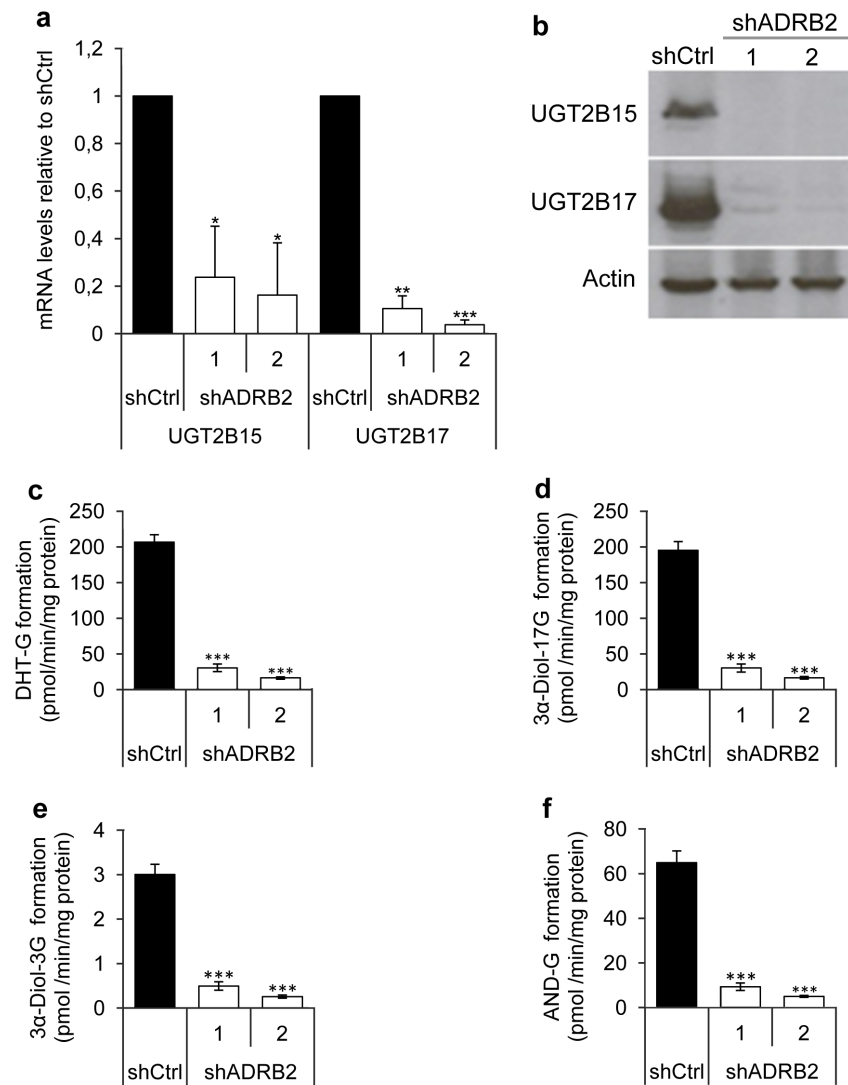 a
mRNA levels relative to shCtrl
1,2
1
0,8
0,6
0,4
0,2
0
*
*
**
***
1
2
1
2
shCtrl
shADRB2
shCtrl
shADRB2
UGT2B15
UGT2B17
b
shADRB2
shCtrl
1
2
UGT2B15
UGT2B17
Actin
c
DHT-G formation
(pmol/min/mg protein)
250
200
150
100
50
0
***
***
1
2
shCtrl
shADRB2
d
3α-Diol-17G formation
(pmol /min/mg protein)
250
200
150
100
50
0
***
***
1
2
shCtrl
shADRB2
e
3α-Diol-3G formation
(pmol /min/mg protein)
4
3
2
1
0
***
***
1
2
shCtrl
shADRB2
f
AND-G formation
(pmol /min/mg protein)
80
60
40
20
0
***
***
1
2
shCtrl
shADRB2